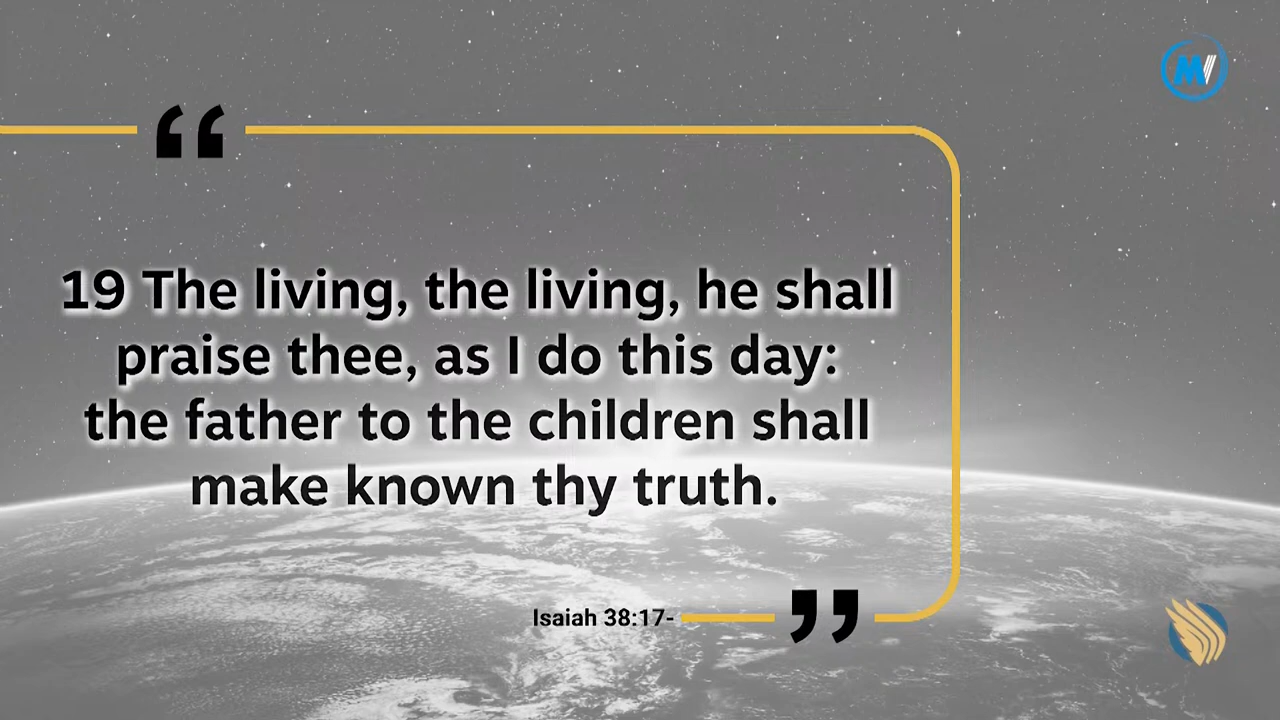 “
19 The living, the living, he shall
praise thee, as I do this day:
the father to the children shall
make known thy truth.
Isaiah 38:17-
”